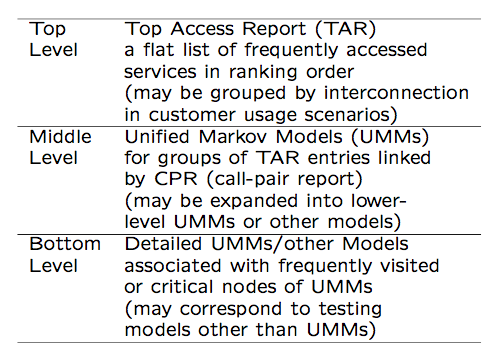 Top Top Access Report (TAR)
Level a flat list of frequently accessed
services in ranking order
(may be grouped by interconnection
in customer usage scenarios)
Middle Unified Markov Models (UMMs)
Level for groups of TAR entries linked
by CPR (call-pair report)
(may be expanded into lower-
level UMMs or other models)
Bottom Detailed UMMs/other Models
Level associated with frequently visited
or critical nodes of UMMs
(may correspond to testing
models other than UMMs)